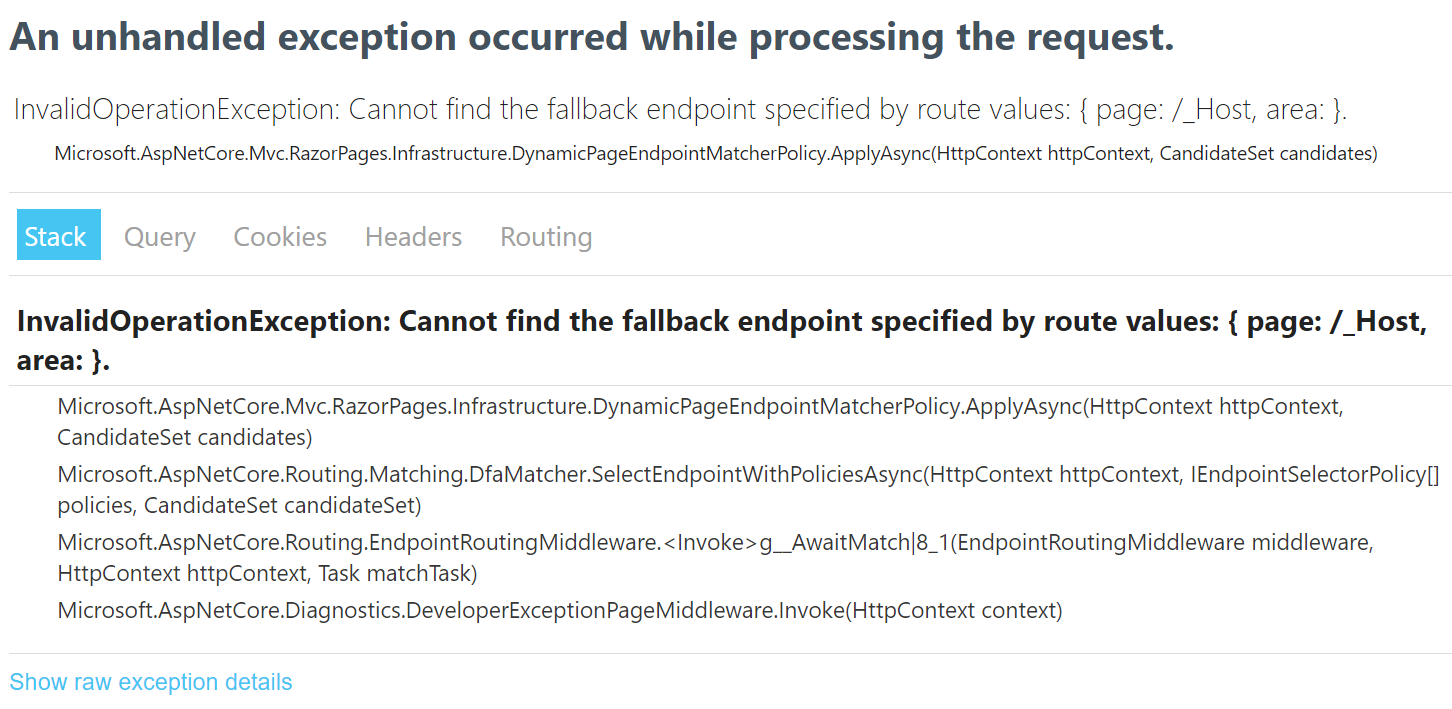 An unhandled exception occurred while processing the request.
InvalidOperationException: Cannot find the fallback endpoint specified by route values: { page: /_Host, area: }.
Microsoft.AspNetCore.Mvc.RazorPages.Infrastructure.DynamicPageEndpointMatcherPolicy.ApplyAsync(HttpContext httpContext, CandidateSet candidates)
Stack Query Cookies Headers Routing
InvalidOperationException: Cannot find the fallback endpoint specified by route values: { page: /_Host,
area: }.
Microsoft.AspNetCore.Mvc.RazorPages.Infrastructure.DynamicPageEndpointMatcherPolicy.ApplyAsync(HttpContext httpContext,
CandidateSet candidates)
Microsoft.AspNetCore.Routing.Matching.DfaMatcher.SelectEndpointWithPoliciesAsync(HttpContext httpContext, IEndpointSelectorPolicy[]
policies, CandidateSet candidateSet)
Microsoft.AspNetCore.Routing.EndpointRoutingMiddleware.<Invoke>g__AwaitMatch|8_1(EndpointRoutingMiddleware middleware,
HttpContext httpContext, Task matchTask)
Microsoft.AspNetCore.Diagnostics.DeveloperExceptionPageMiddleware.Invoke(HttpContext context)
Show raw exception details